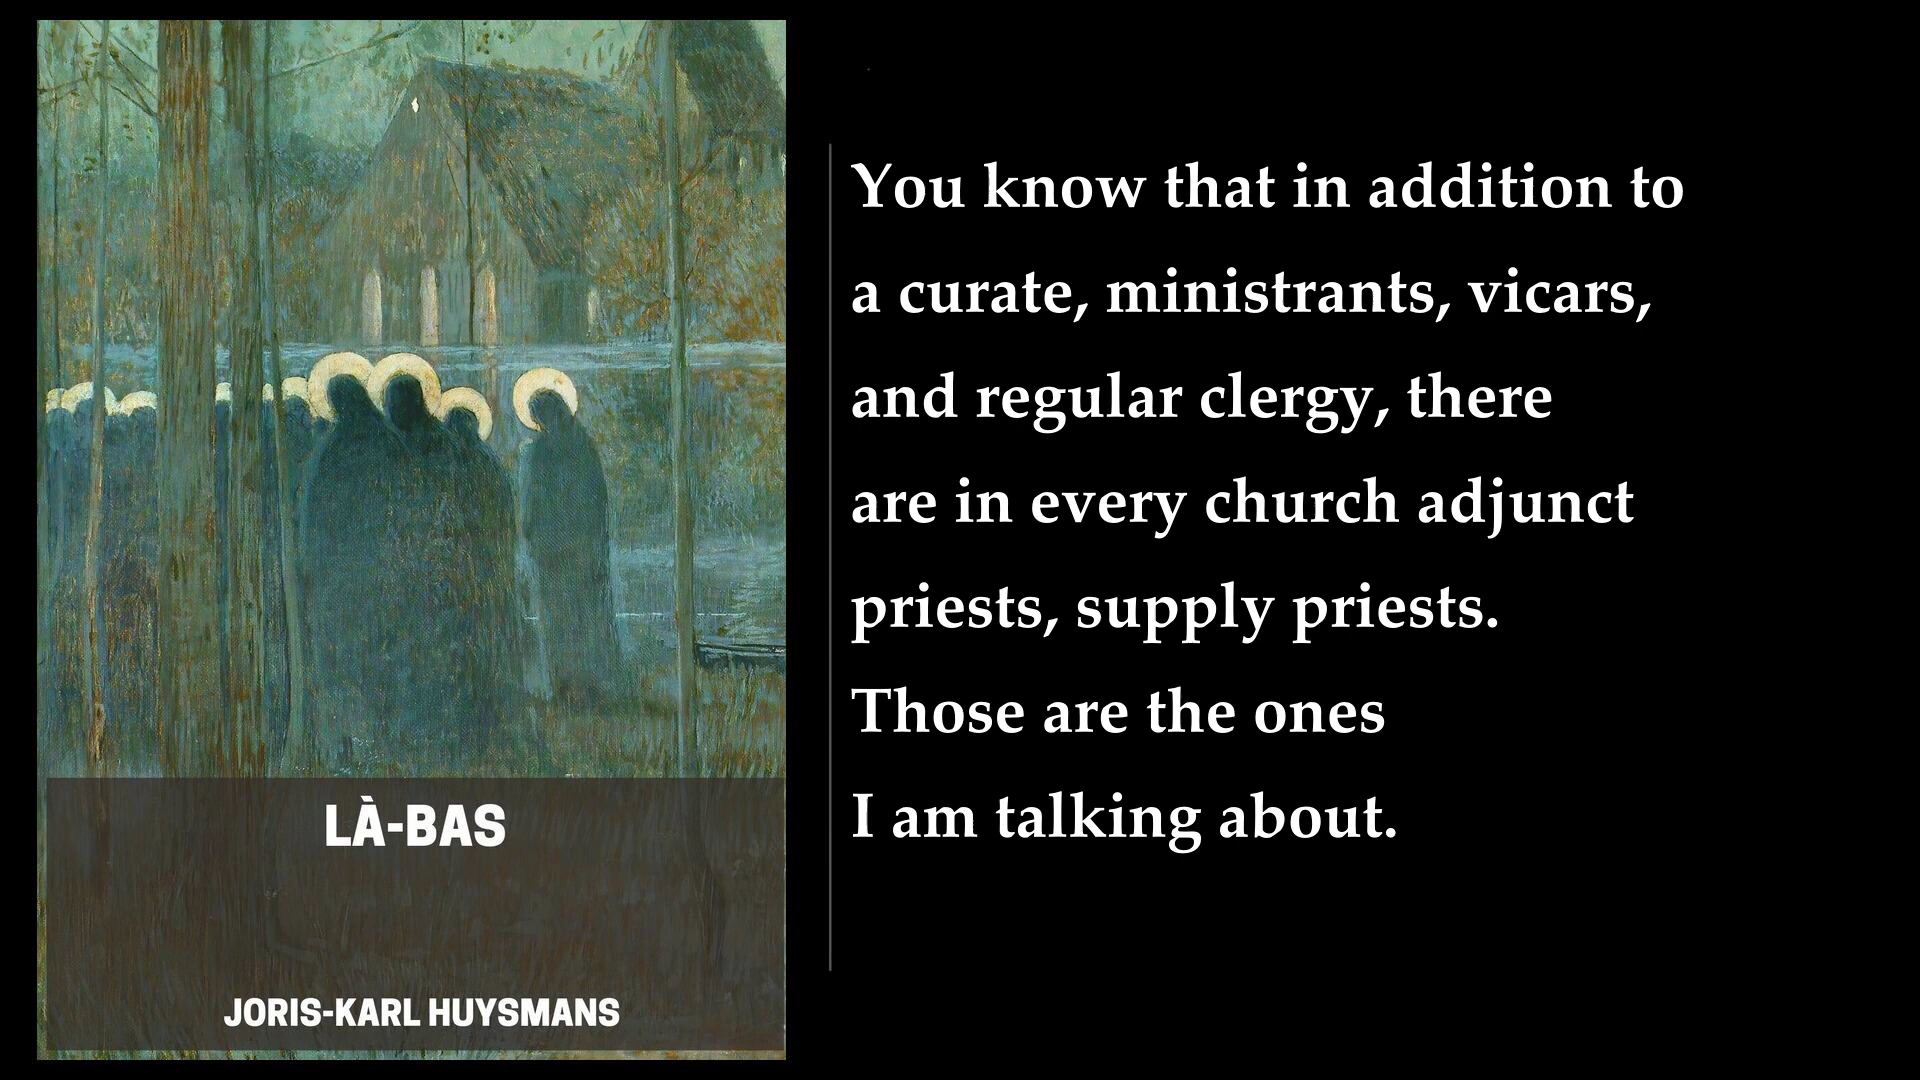 LÀ-BAS
JORIS-KARL HUYSMANS
You know that in addition to
a curate, ministrants, vicars,
and regular clergy, there
are in every church adjunct
priests, supply priests.
Those are the ones
I am talking about.